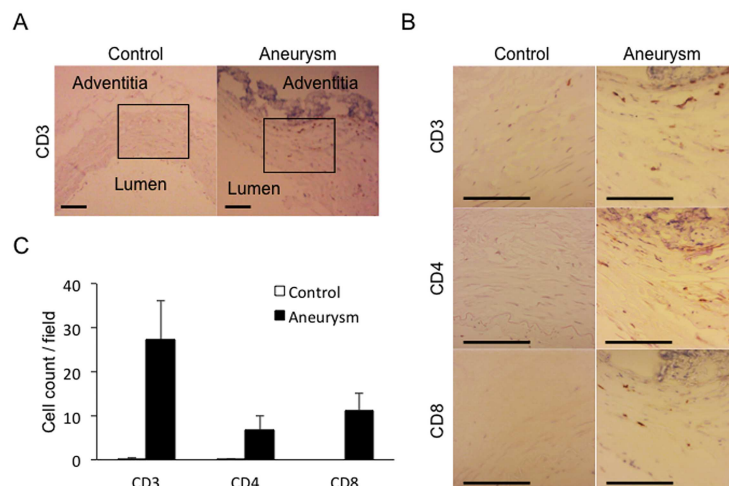 A
Control
Aneurysm
Adventitia
Adventitia
CD3
Lumen
Lumen
B
Control
Aneurysm
CD3
CD4
CD8
C
40
30
20
10
0
Cell count / field
Control
Aneurysm
CD3
CD4
CD8